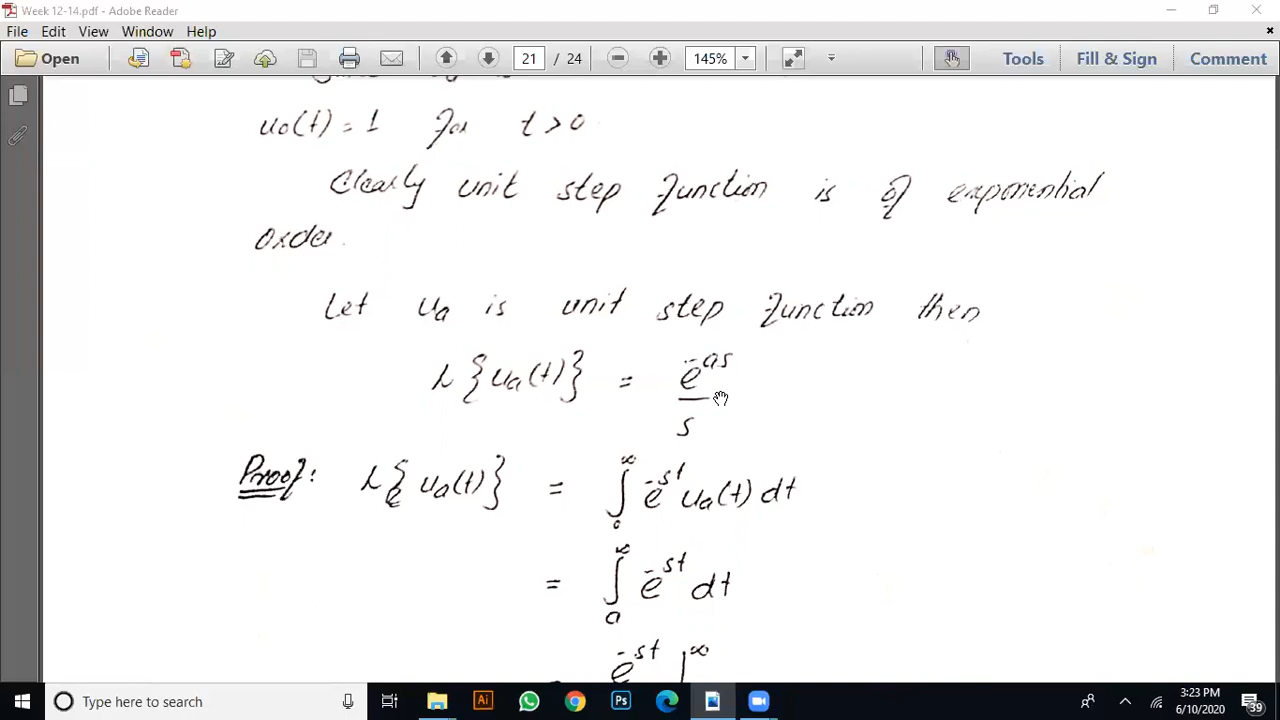 Week 12-14.pdf - Adobe Reader
File Edit View Window Help
Open 21 / 24 145% Tools Fill & Sign Comment
u₀(t) = 1 for t > 0
Clearly unit step function is of exponential
order.
Let uₐ is unit step function then
L{uₐ(t)} = e^-as / s
Proof: L{uₐ(t)} = ∫₀^∞ e^-st uₐ(t) dt
= ∫ₐ^∞ e^-st dt
= e^-st |^∞
Type here to search
3:23 PM
6/10/2020
39